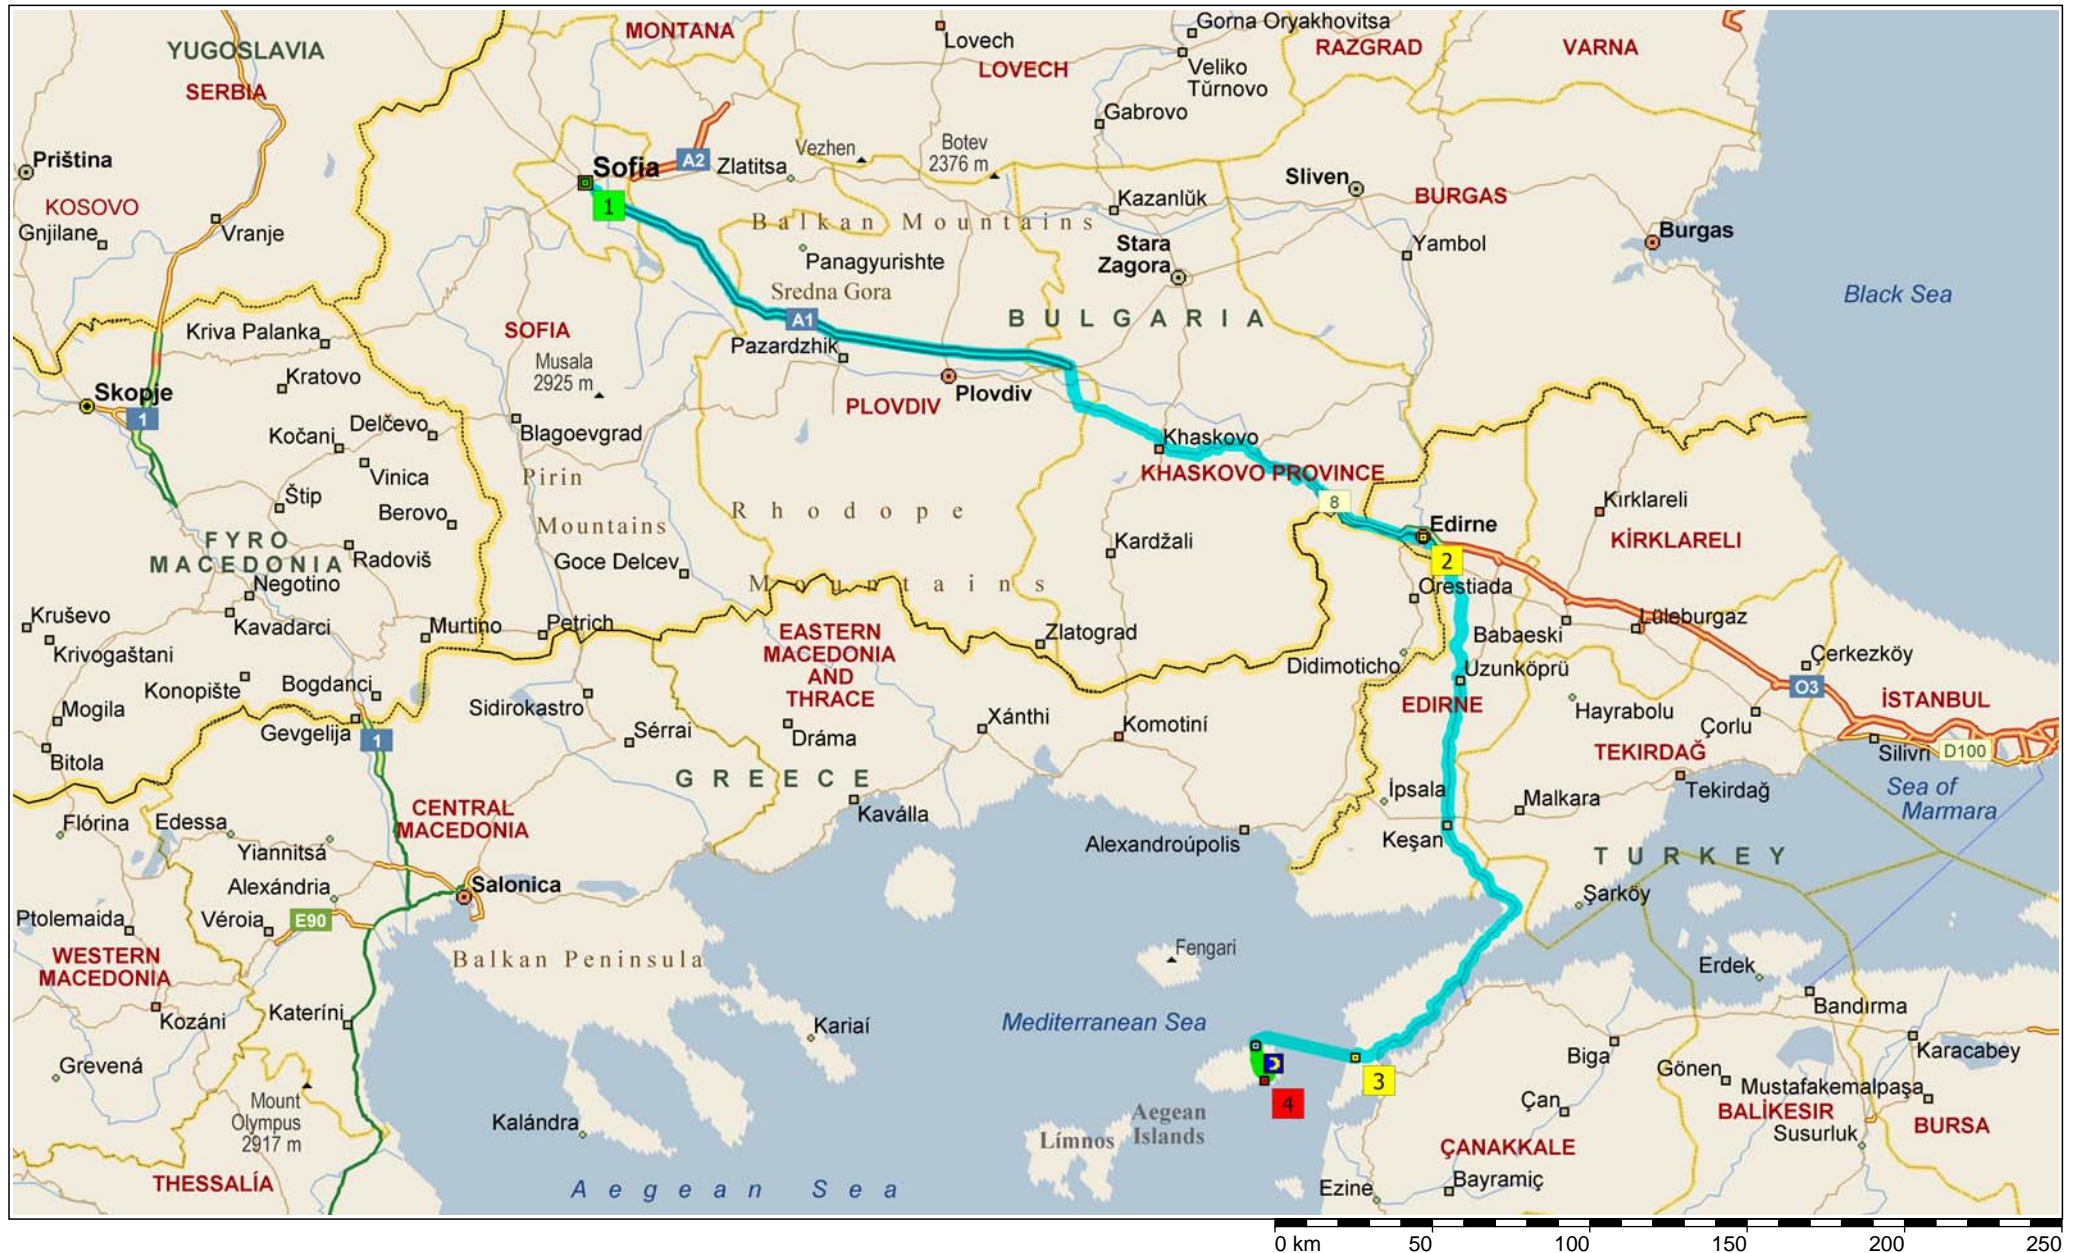 MONTANA
Gorna Oryakhovitsa
Lovech
RAZGRAD
VARNA
YUGOSLAVIA
LOVECH
Veliko
Tŭrnovo
SERBIA
Gabrovo
Priština
Sofia
A2
Zlatitsa
Vezhen
Botev
2376 m
Sliven
BURGAS
Kazanlŭk
KOSOVO
1
Gnjilane
Vranje
Balkan Mountains
Burgas
Stara
Zagora
Yambol
Panagyurishte
Sredna Gora
Black Sea
A1
BULGARIA
Kriva Palanka
SOFIA
Pazardzhik
Musala
2925 m
Kratovo
Skopje
1
Plovdiv
PLOVDIV
Delčevo
Kočani
Blagoevgrad
Khaskovo
Vinica
Pirin
Mountains
KHASKOVO PROVINCE
Štip
8
Kırklareli
Berovo
Rhodope
Mountains
Edirne
FYRO
MACEDONIA
Radoviš
Goce Delcev
Kardžali
KİRKLARELI
2
Negotino
Orestiada
Kruševo
Kavadarci
Murtino
Petrich
Lüleburgaz
Babaeski
EASTERN
MACEDONIA
AND
THRACE
Zlatograd
Krivogaštani
Didimoticho
Uzunköprü
Çerkezköy
Konopište
Bogdanci
O3
Mogila
Sidirokastro
EDIRNE
Hayrabolu
İSTANBUL
Gevgelija
1
Sérrai
Dráma
Xánthi
Komotiní
Çorlu
Bitola
TEKIRDAĞ
Silivri
D100
GREECE
Tekirdağ
Sea of
Marmara
İpsala
Malkara
CENTRAL
MACEDONIA
Kaválla
Flórina
Edessa
Alexandroúpolis
Keşan
Yiannitsá
TURKEY
Alexándria
Salonica
Şarköy
Ptolemaida
Véroia
E90
WESTERN
MACEDONIA
Balkan Peninsula
Fengari
Erdek
Bandırma
Kozáni
Kateríni
Kariaí
Mediterranean Sea
Karacabey
Grevená
Biga
Gönen
3
Mustafakemalpaşa
Mount
Olympus
2917 m
4
Çan
Kalándra
Aegean
Islands
BALİKESIR
BURSA
Límnos
Susurluk
ÇANAKKALE
THESSALÍA
Aegean Sea
Ezine
Bayramiç
0 km 50 100 150 200 250